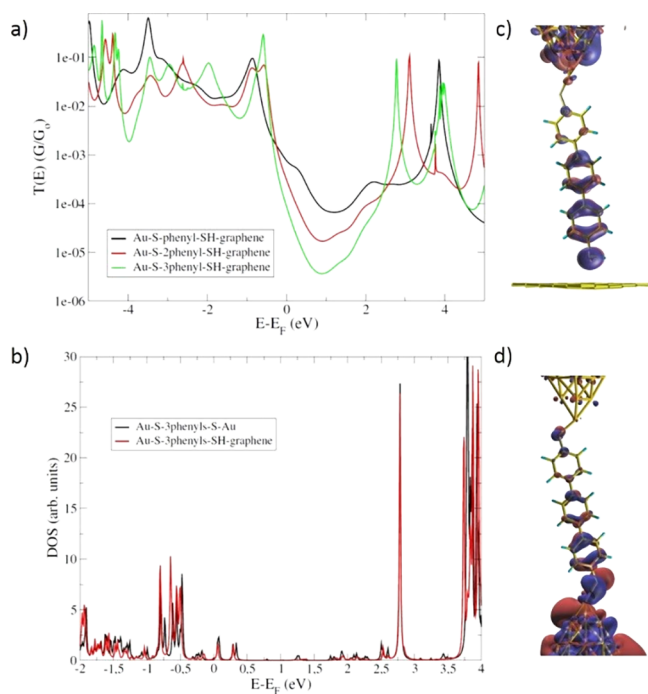 a)
T(E) (G/G₀)
1e-01
1e-02
1e-03
1e-04
1e-05
1e-06
Au-S-phenyl-SH-graphene
Au-S-2phenyl-SH-graphene
Au-S-3phenyl-SH-graphene
-4 -2 0 2 4
E-E_F (eV)
b)
DOS (arb. units)
30
25
20
15
10
5
0
Au-S-3phenyls-S-Au
Au-S-3phenyls-SH-graphene
-2 -1.5 -1 -0.5 0 0.5 1 1.5 2 2.5 3 3.5 4
E-E_F (eV)
c)
d)